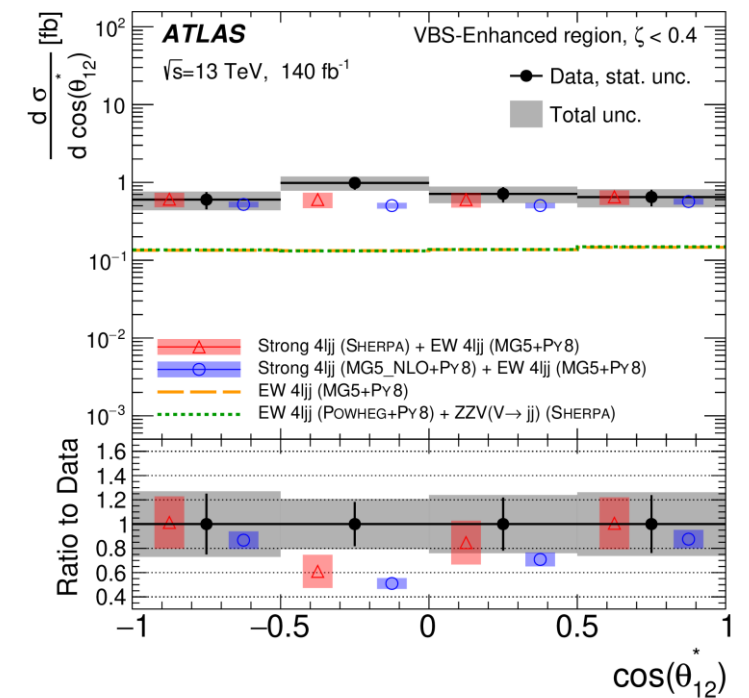 ATLAS
VBS-Enhanced region, ζ < 0.4
√s=13 TeV, 140 fb⁻¹
Data, stat. unc.
Total unc.
d σ / d cos(θ*₁₂) [fb]
10²
10
1
10⁻¹
10⁻²
10⁻³
Strong 4ljj (SHERPA) + EW 4ljj (MG5+PY8)
Strong 4ljj (MG5_NLO+PY8) + EW 4ljj (MG5+PY8)
EW 4ljj (MG5+PY8)
EW 4ljj (POWHEG+PY8) + ZZV(V→ jj) (SHERPA)
Ratio to Data
1.6
1.4
1.2
1
0.8
0.6
0.4
−1 −0.5 0 0.5 1
cos(θ*₁₂)